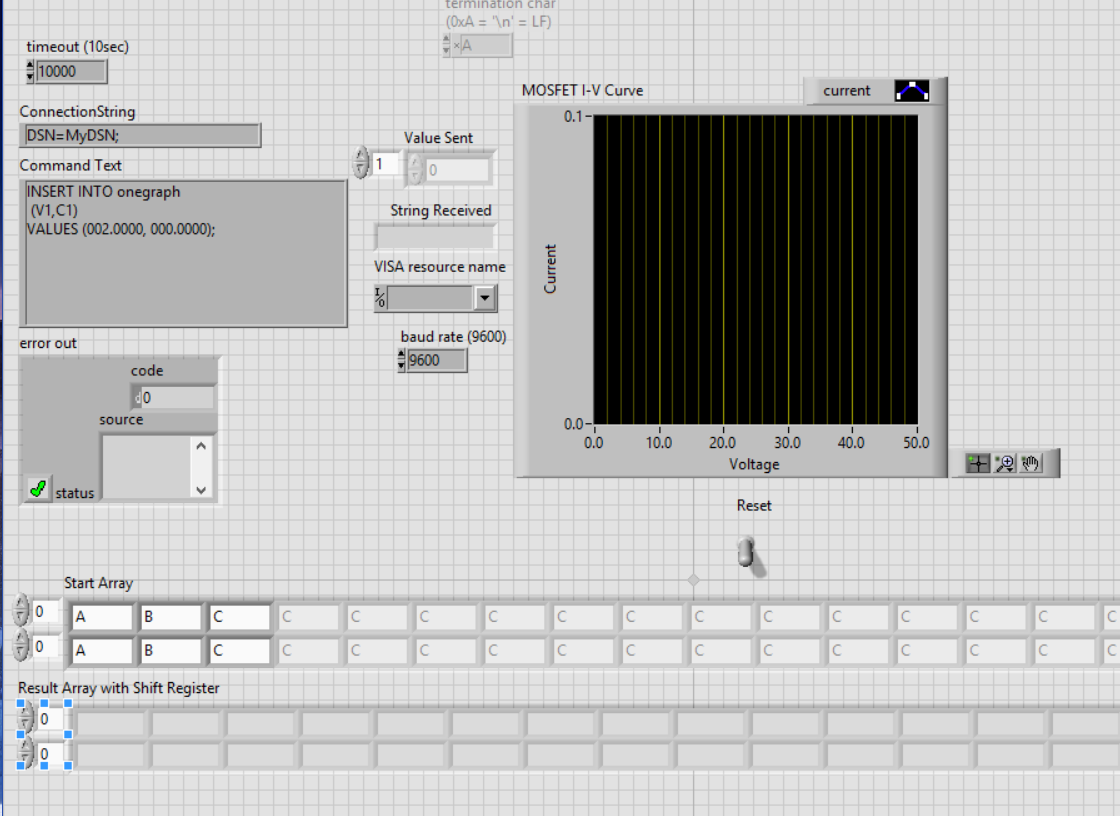 termination char
(0xA = '\n' = LF)
×A
timeout (10sec)
10000
MOSFET I-V Curve
current
ConnectionString
DSN=MyDSN;
Command Text
INSERT INTO onegraph
(V1,C1)
VALUES (002.0000, 000.0000);
Value Sent
1
0
String Received
VISA resource name
I/O
baud rate (9600)
9600
0.1
Current
0.0
0.0 10.0 20.0 30.0 40.0 50.0
Voltage
error out
code
d0
source
status
Reset
Start Array
0 A B C C C C C C C C C C C C C C
0 A B C C C C C C C C C C C C C C
Result Array with Shift Register
0
0